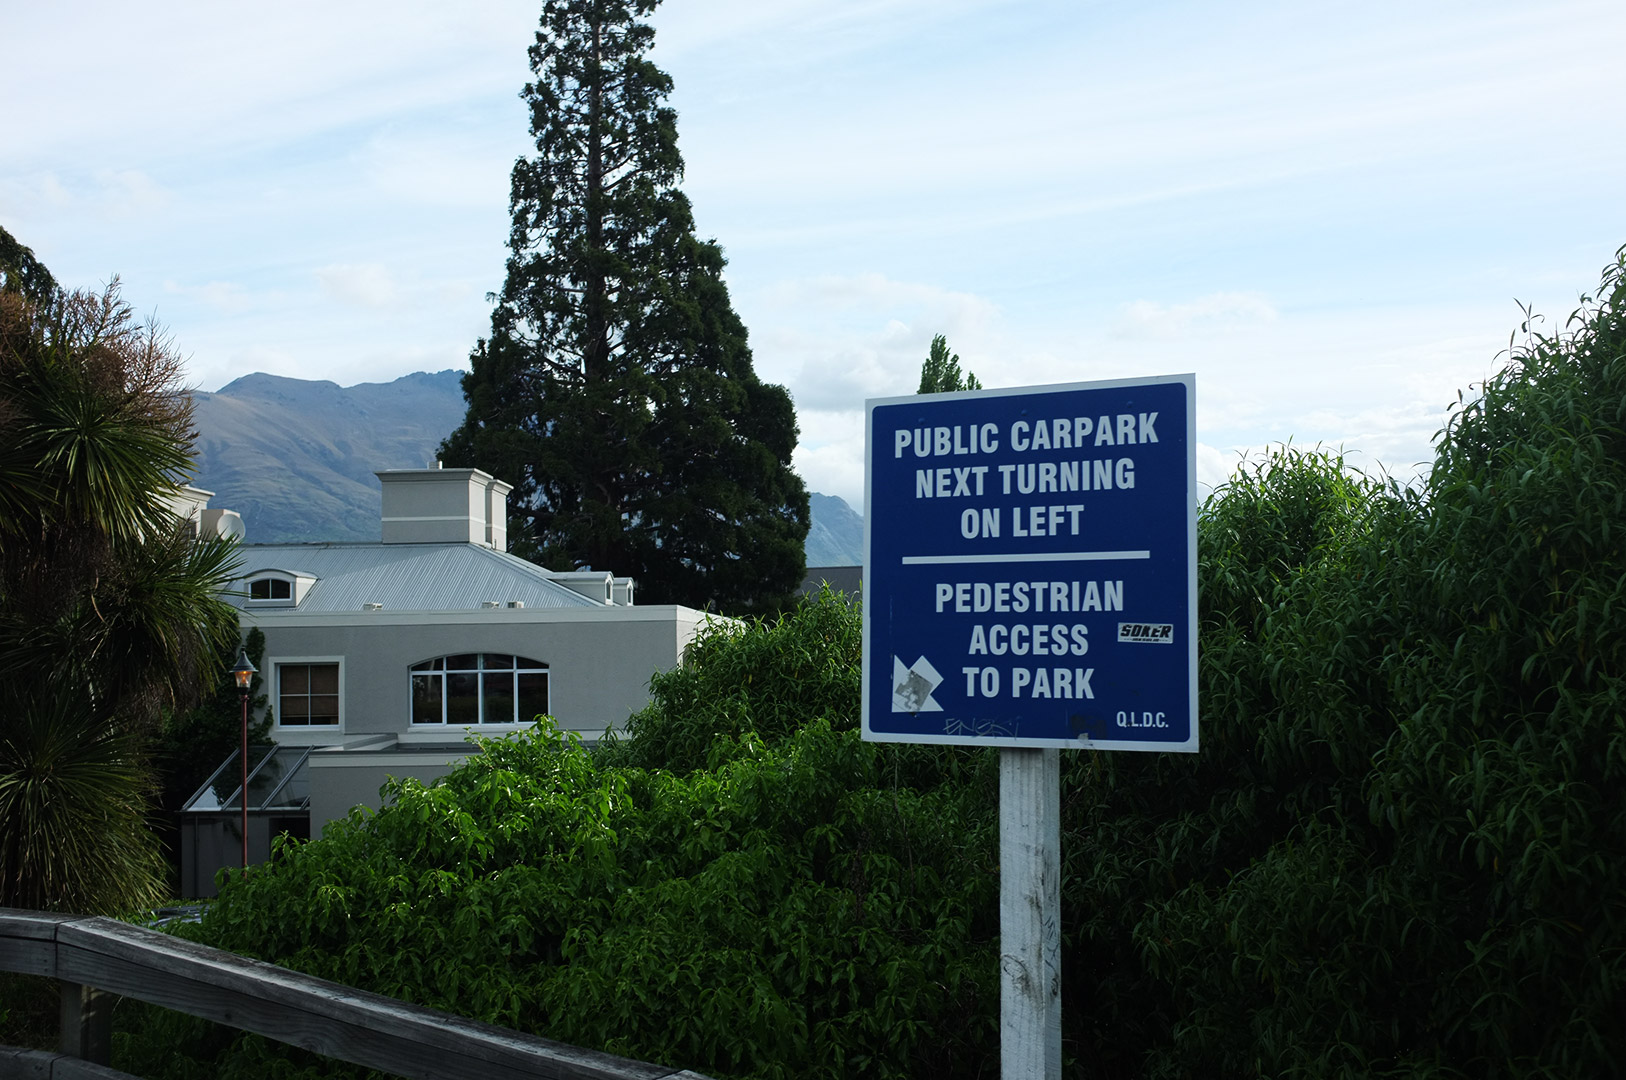 PUBLIC CARPARK
NEXT TURNING
ON LEFT
PEDESTRIAN
ACCESS
TO PARK
SOKER
Q.L.D.C.